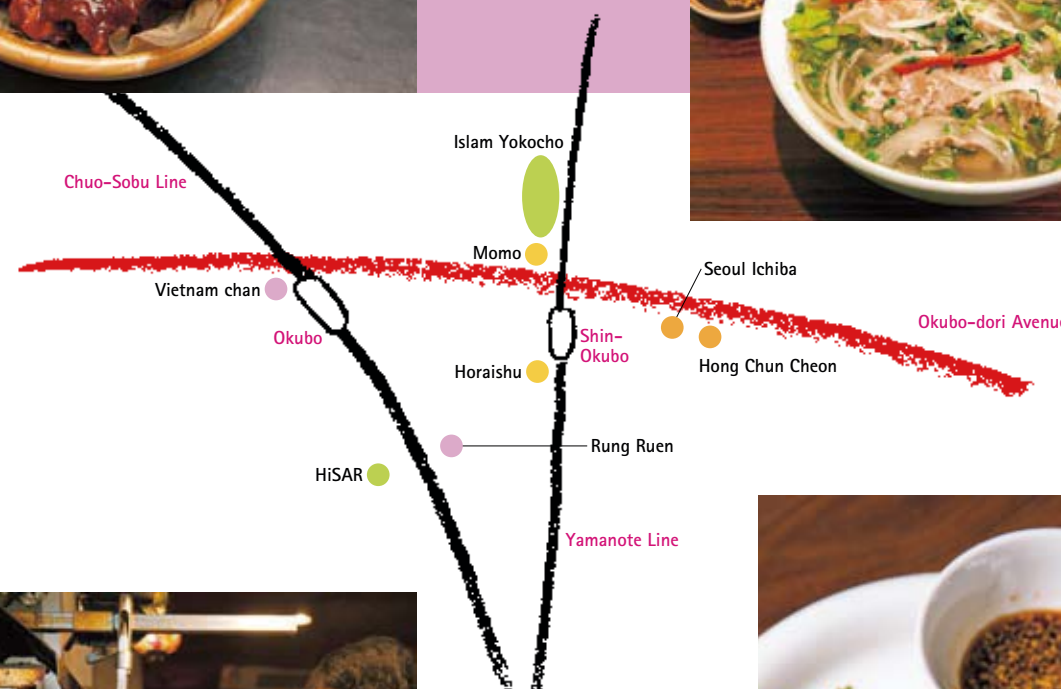 Islam Yokocho
Chuo-Sobu Line
Momo
Seoul Ichiba
Vietnam chan
Okubo-dori Avenue
Okubo
Shin-
Okubo
Hong Chun Cheon
Horaishu
Rung Ruen
HiSAR
Yamanote Line